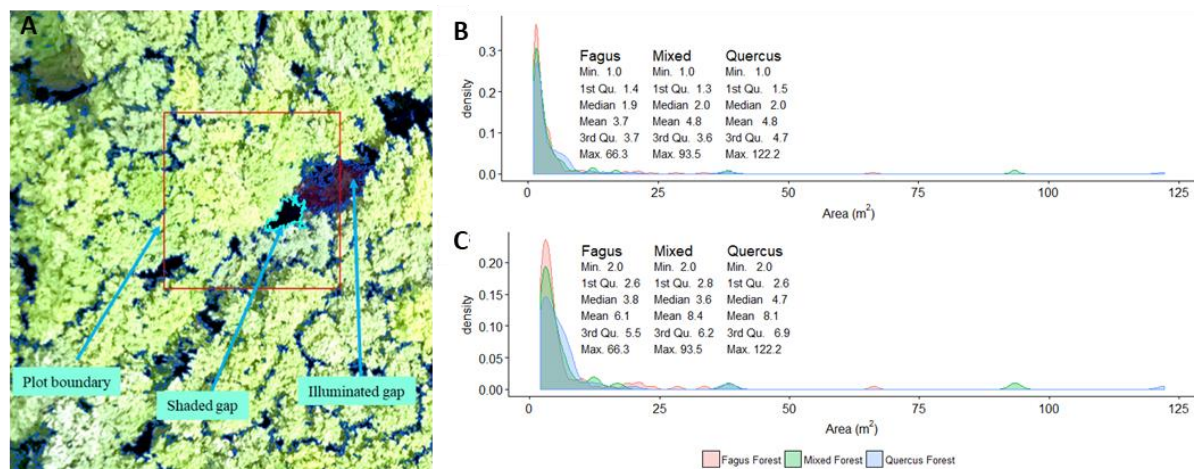 A
Plot boundary
Shaded gap
Illuminated gap
B
density
0.3
0.2
0.1
0.0
Fagus Mixed Quercus
Min. 1.0 Min. 1.0 Min. 1.0
1st Qu. 1.4 1st Qu. 1.3 1st Qu. 1.5
Median 1.9 Median 2.0 Median 2.0
Mean 3.7 Mean 4.8 Mean 4.8
3rd Qu. 3.7 3rd Qu. 3.6 3rd Qu. 4.7
Max. 66.3 Max. 93.5 Max. 122.2
0 25 50 75 100 125
Area (m²)
C
density
0.20
0.15
0.10
0.05
0.00
Fagus Mixed Quercus
Min. 2.0 Min. 2.0 Min. 2.0
1st Qu. 2.6 1st Qu. 2.8 1st Qu. 2.6
Median 3.8 Median 3.6 Median 4.7
Mean 6.1 Mean 8.4 Mean 8.1
3rd Qu. 5.5 3rd Qu. 6.2 3rd Qu. 6.9
Max. 66.3 Max. 93.5 Max. 122.2
0 25 50 75 100 125
Area (m²)
Fagus Forest Mixed Forest Quercus Forest